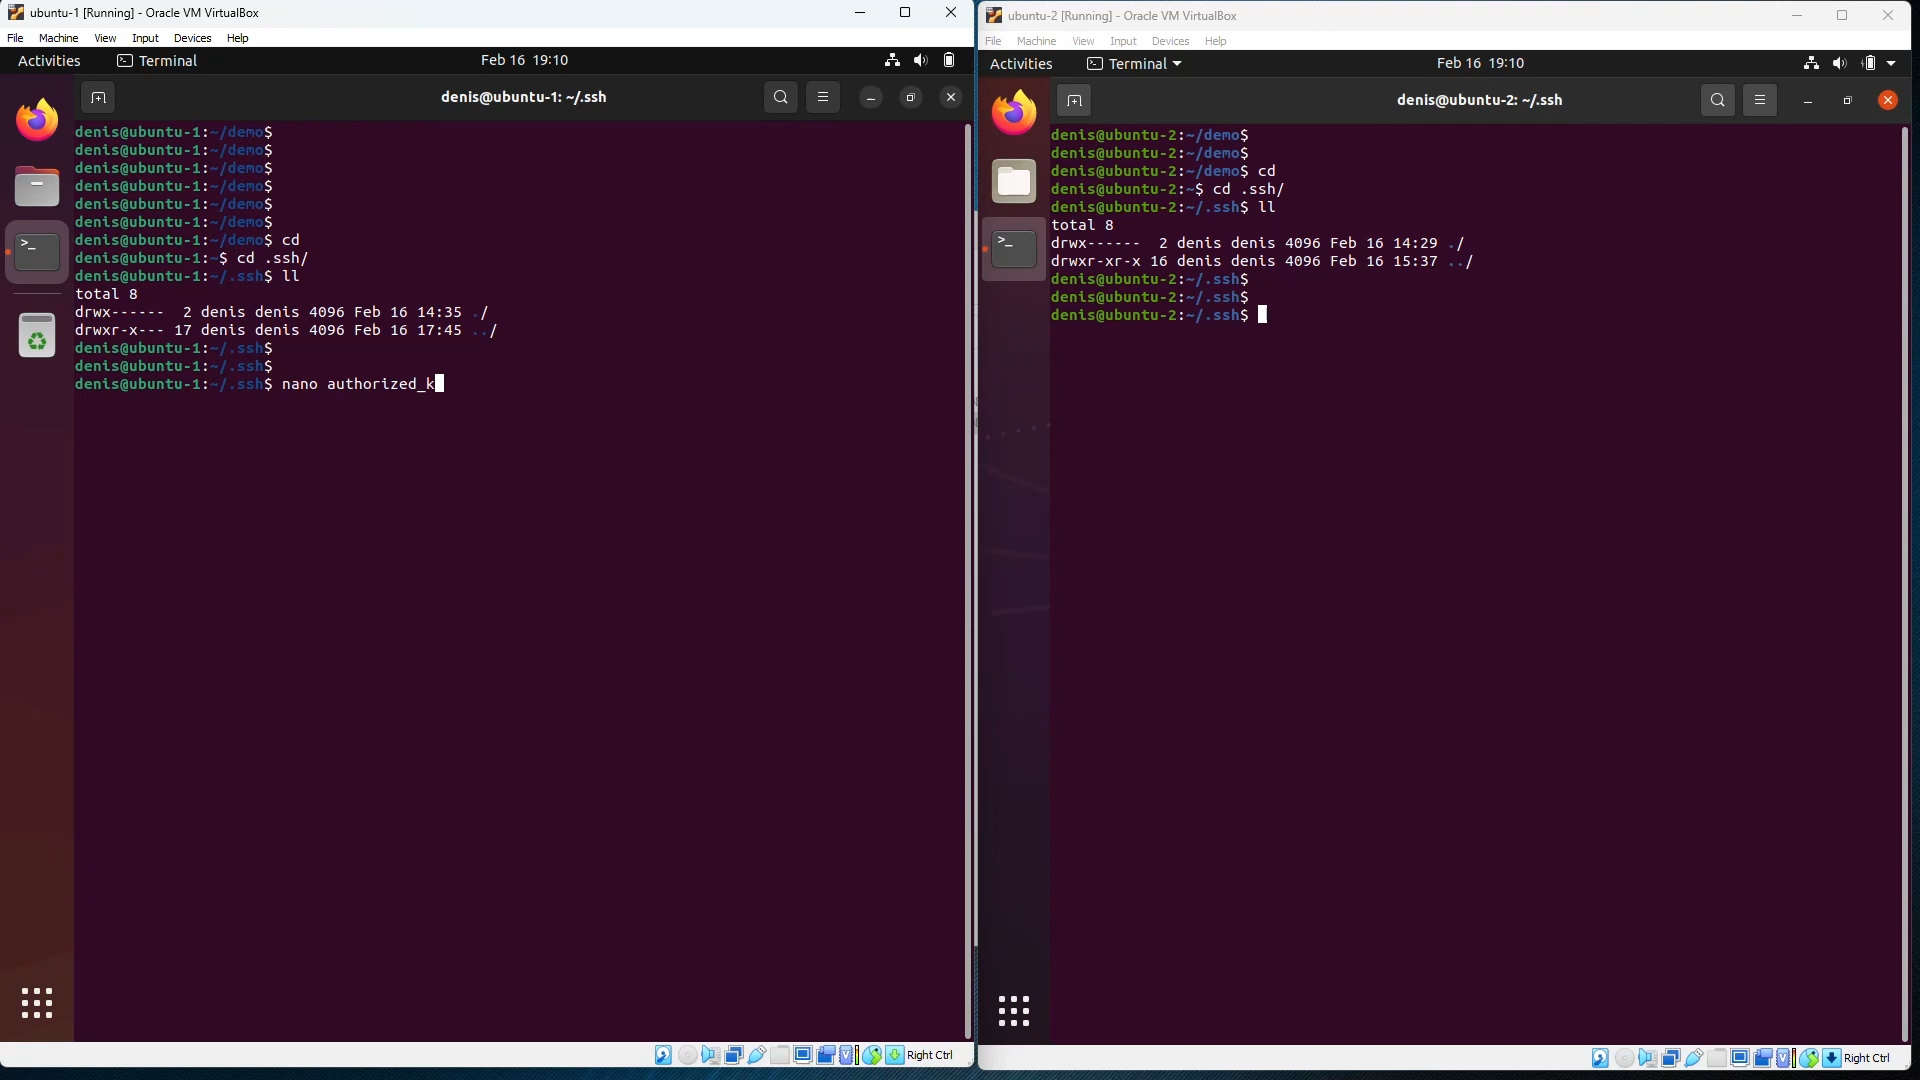 ubuntu-1 [Running] - Oracle VM VirtualBox
File Machine View Input Devices Help
Activities Terminal Feb 16 19:10
denis@ubuntu-1: ~/.ssh
denis@ubuntu-1:~/demo$
denis@ubuntu-1:~/demo$
denis@ubuntu-1:~/demo$
denis@ubuntu-1:~/demo$
denis@ubuntu-1:~/demo$
denis@ubuntu-1:~/demo$
denis@ubuntu-1:~/demo$ cd
denis@ubuntu-1:~$ cd .ssh/
denis@ubuntu-1:~/.ssh$ ll
total 8
drwx------  2 denis denis 4096 Feb 16 14:35 ./
drwxr-x--- 17 denis denis 4096 Feb 16 17:45 ../
denis@ubuntu-1:~/.ssh$
denis@ubuntu-1:~/.ssh$
denis@ubuntu-1:~/.ssh$ nano authorized_k
Right Ctrl
ubuntu-2 [Running] - Oracle VM VirtualBox
File Machine View Input Devices Help
Activities Terminal Feb 16 19:10
denis@ubuntu-2: ~/.ssh
denis@ubuntu-2:~/demo$
denis@ubuntu-2:~/demo$
denis@ubuntu-2:~/demo$ cd
denis@ubuntu-2:~$ cd .ssh/
denis@ubuntu-2:~/.ssh$ ll
total 8
drwx------  2 denis denis 4096 Feb 16 14:29 ./
drwxr-xr-x 16 denis denis 4096 Feb 16 15:37 ../
denis@ubuntu-2:~/.ssh$
denis@ubuntu-2:~/.ssh$
denis@ubuntu-2:~/.ssh$
Right Ctrl